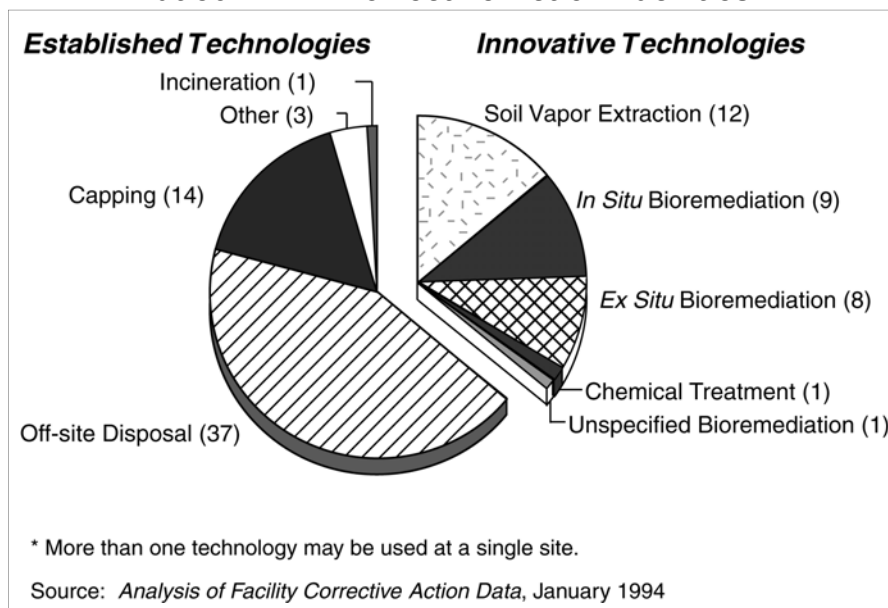 Established Technologies
Innovative Technologies
Incineration (1)
Other (3)
Capping (14)
Off-site Disposal (37)
Soil Vapor Extraction (12)
In Situ Bioremediation (9)
Ex Situ Bioremediation (8)
Chemical Treatment (1)
Unspecified Bioremediation (1)
* More than one technology may be used at a single site.
Source: Analysis of Facility Corrective Action Data, January 1994